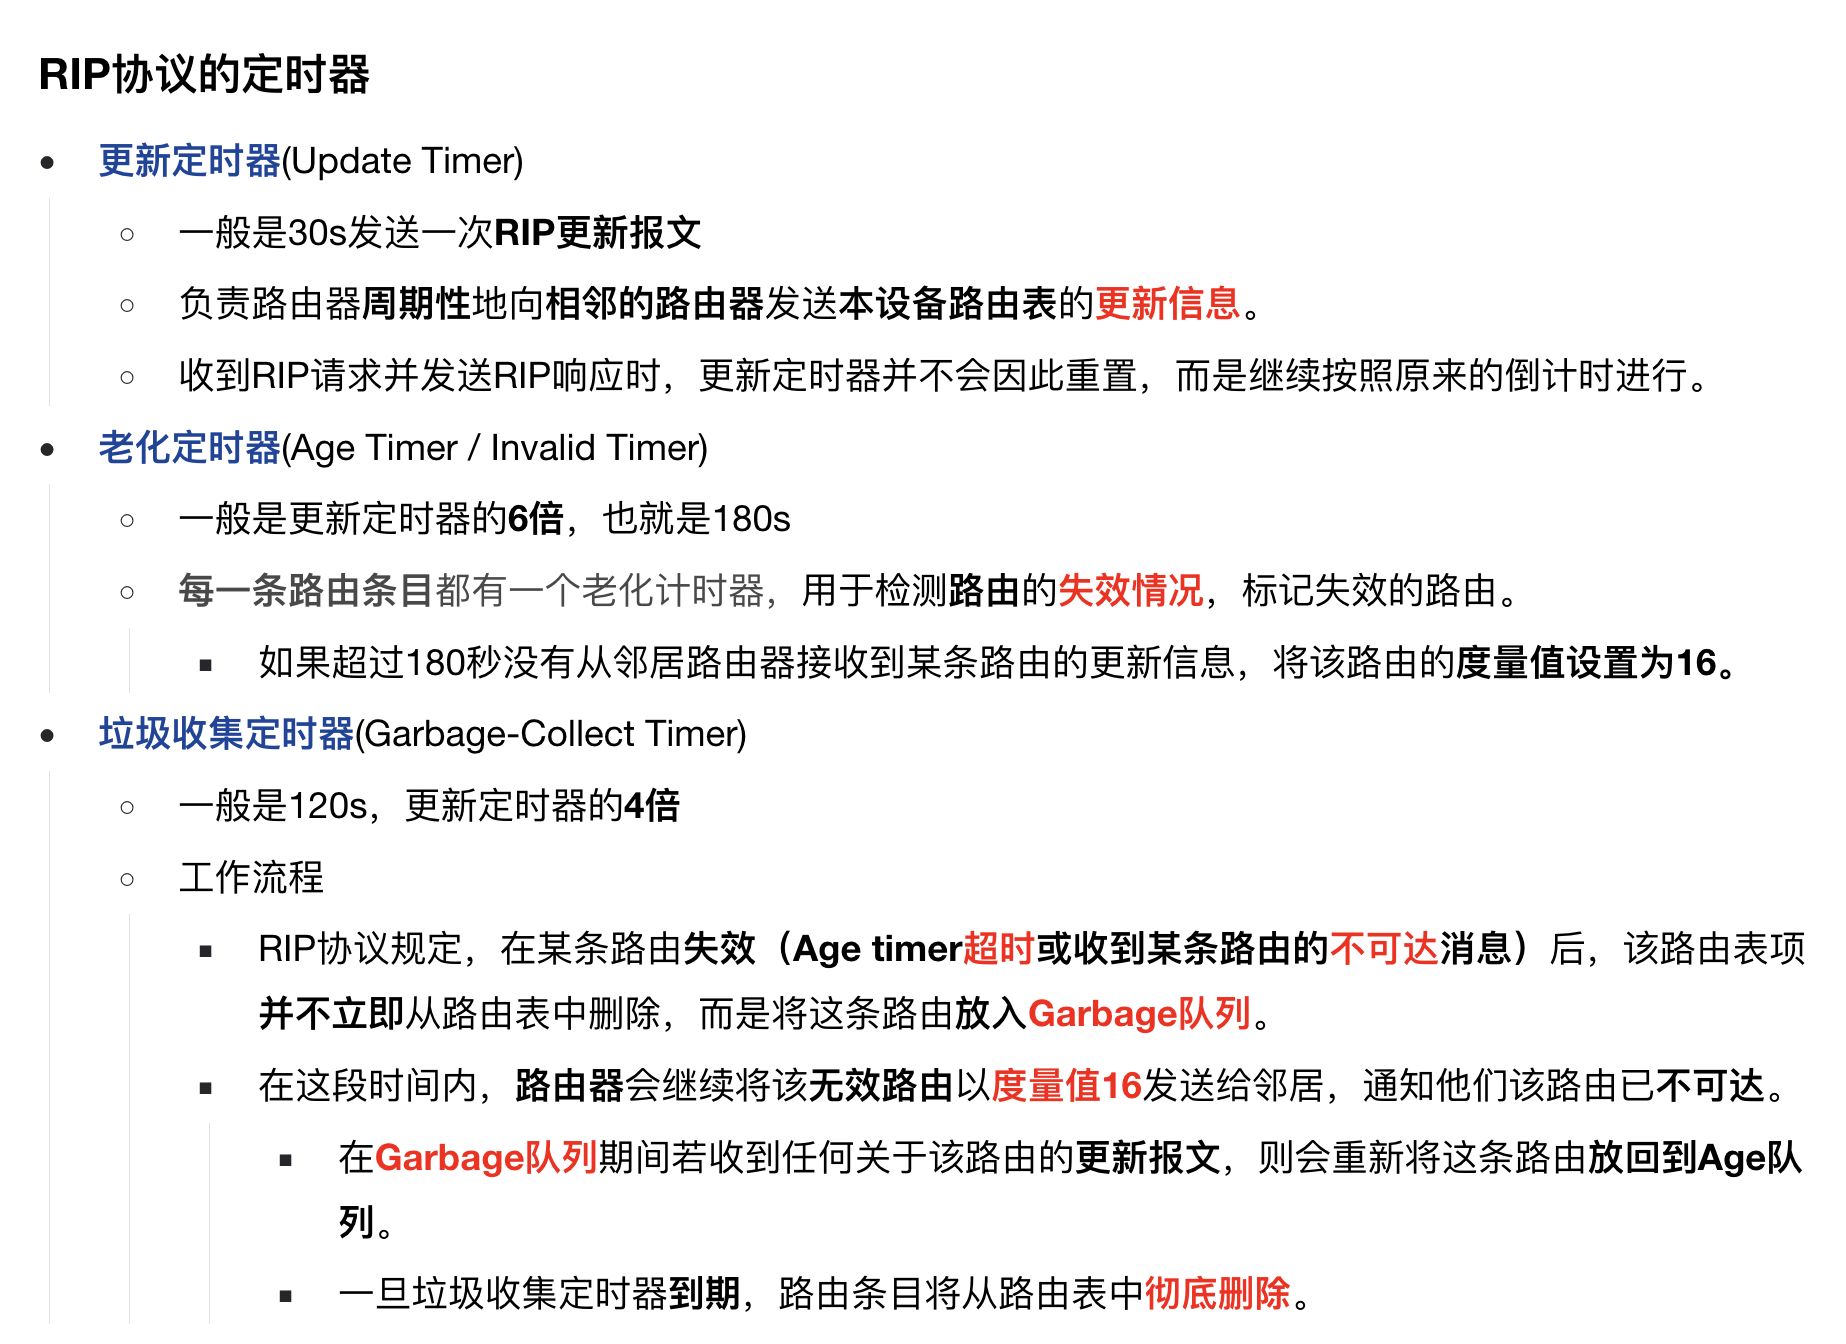 RIP协议的定时器
更新定时器(Update Timer)
一般是30s发送一次RIP更新报文
负责路由器周期性地向相邻的路由器发送本设备路由表的更新信息。
收到RIP请求并发送RIP响应时，更新定时器并不会因此重置，而是继续按照原来的倒计时进行。
老化定时器(Age Timer / Invalid Timer)
一般是更新定时器的6倍，也就是180s
每一条路由条目都有一个老化计时器，用于检测路由的失效情况，标记失效的路由。
如果超过180秒没有从邻居路由器接收到某条路由的更新信息，将该路由的度量值设置为16。
垃圾收集定时器(Garbage-Collect Timer)
一般是120s，更新定时器的4倍
工作流程
RIP协议规定，在某条路由失效（Age timer超时或收到某条路由的不可达消息）后，该路由表项
并不立即从路由表中删除，而是将这条路由放入Garbage队列。
在这段时间内，路由器会继续将该无效路由以度量值16发送给邻居，通知他们该路由已不可达。
在Garbage队列期间若收到任何关于该路由的更新报文，则会重新将这条路由放回到Age队
列。
一旦垃圾收集定时器到期，路由条目将从路由表中彻底删除。